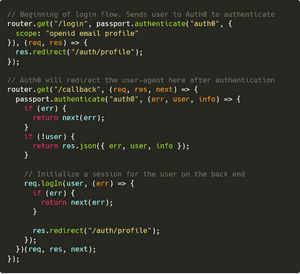 // Beginning of login flow. Sends user to Auth0 to authenticate
router.get("/login", passport.authenticate("auth0", {
  scope: "openid email profile"
}), (req, res) => {
  res.redirect("/auth/profile");
});

// Auth0 will redirect the user-agent here after authentication
router.get("/callback", (req, res, next) => {
  passport.authenticate("auth0", (err, user, info) => {
    if (err) {
      return next(err);
    }
    if (!user) {
      return res.json({ err, user, info });
    }

    // Initialize a session for the user on the back end
    req.logIn(user, (err) => {
      if (err) {
        return next(err);
      }

      res.redirect("/auth/profile");
    });
  })(req, res, next);
});